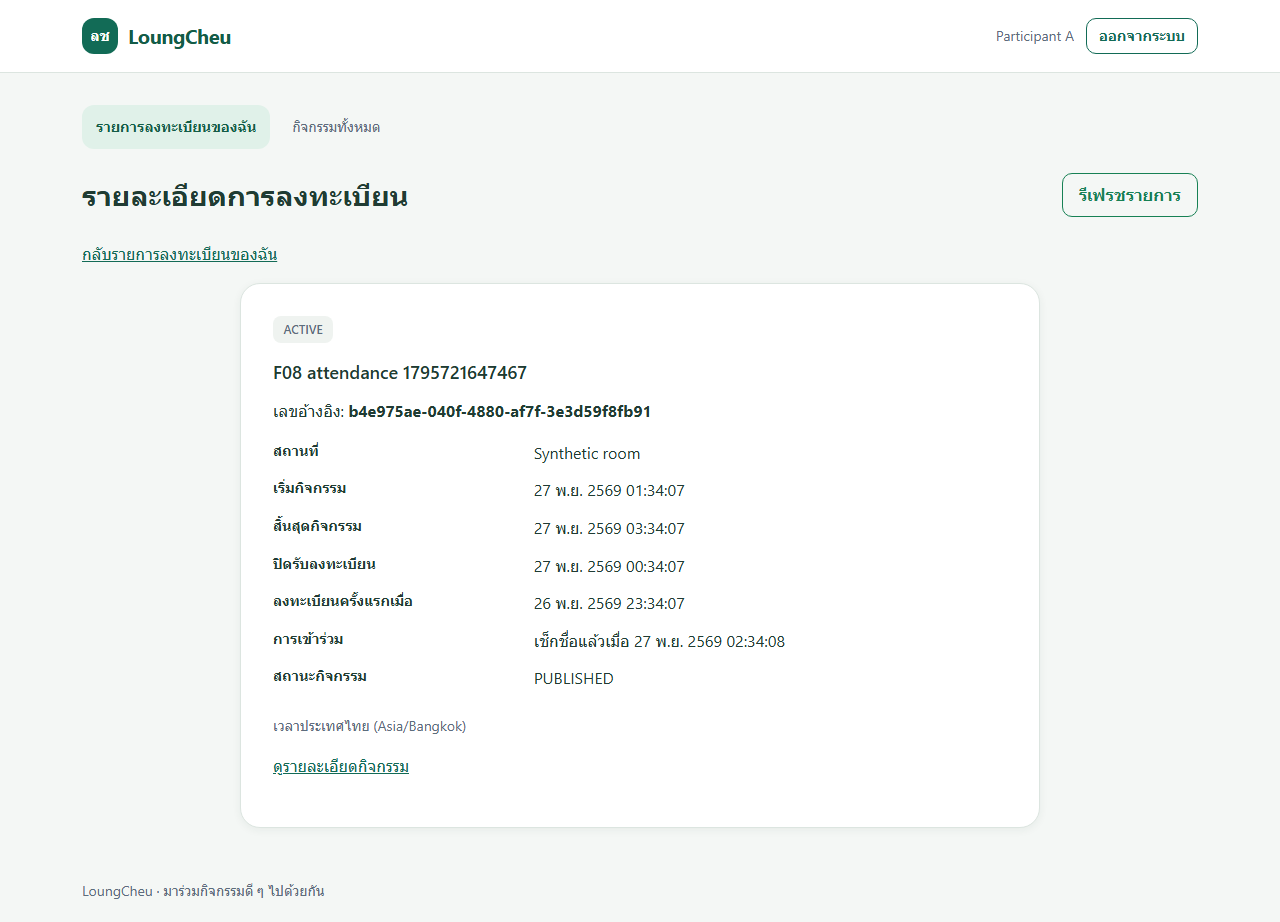 ลช LoungCheu
Participant A ออกจากระบบ
รายการลงทะเบียนของฉัน กิจกรรมทั้งหมด
รายละเอียดการลงทะเบียน
รีเฟรชรายการ
กลับรายการลงทะเบียนของฉัน
ACTIVE
F08 attendance 1795721647467
เลขอ้างอิง: b4e975ae-040f-4880-af7f-3e3d59f8fb91
สถานที่ Synthetic room
เริ่มกิจกรรม 27 พ.ย. 2569 01:34:07
สิ้นสุดกิจกรรม 27 พ.ย. 2569 03:34:07
ปิดรับลงทะเบียน 27 พ.ย. 2569 00:34:07
ลงทะเบียนครั้งแรกเมื่อ 26 พ.ย. 2569 23:34:07
การเข้าร่วม เช็กชื่อแล้วเมื่อ 27 พ.ย. 2569 02:34:08
สถานะกิจกรรม PUBLISHED
เวลาประเทศไทย (Asia/Bangkok)
ดูรายละเอียดกิจกรรม
LoungCheu · มาร่วมกิจกรรมดี ๆ ไปด้วยกัน